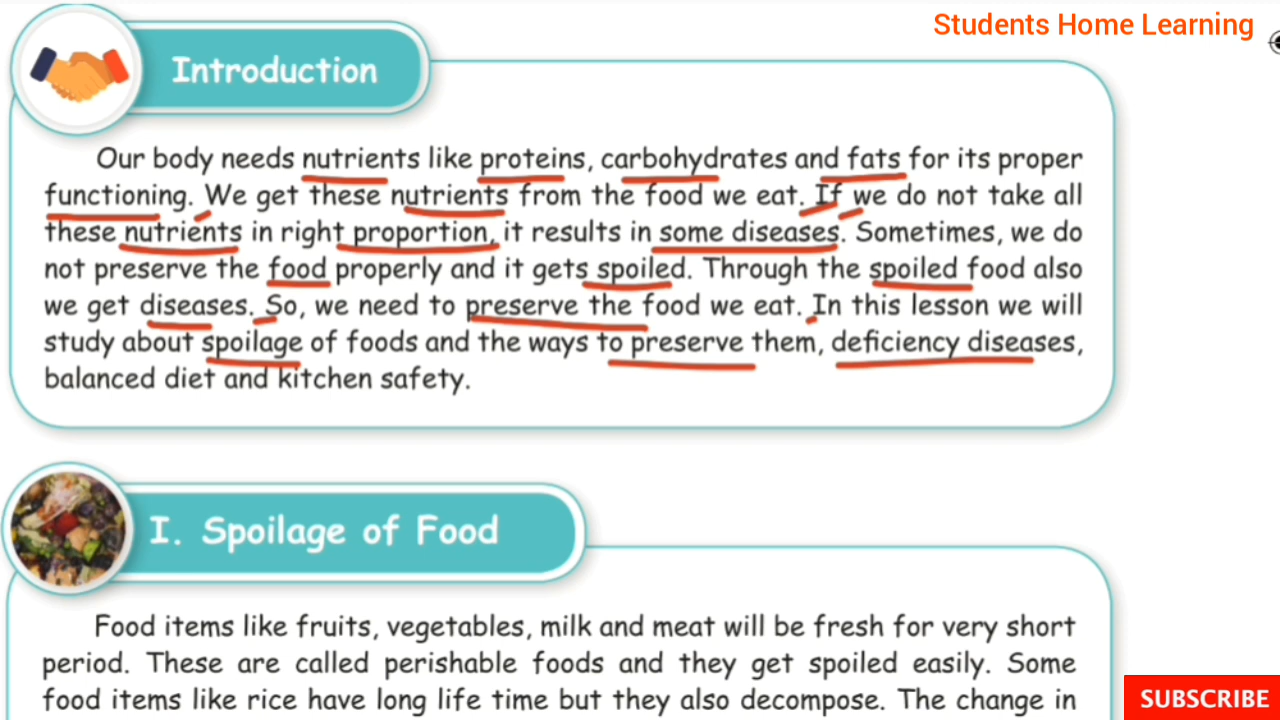 Students Home Learning
Introduction
Our body needs nutrients like proteins, carbohydrates and fats for its proper
functioning. We get these nutrients from the food we eat. If we do not take all
these nutrients in right proportion, it results in some diseases. Sometimes, we do
not preserve the food properly and it gets spoiled. Through the spoiled food also
we get diseases. So, we need to preserve the food we eat. In this lesson we will
study about spoilage of foods and the ways to preserve them, deficiency diseases,
balanced diet and kitchen safety.
I. Spoilage of Food
Food items like fruits, vegetables, milk and meat will be fresh for very short
period. These are called perishable foods and they get spoiled easily. Some
food items like rice have long life time but they also decompose. The change in
SUBSCRIBE